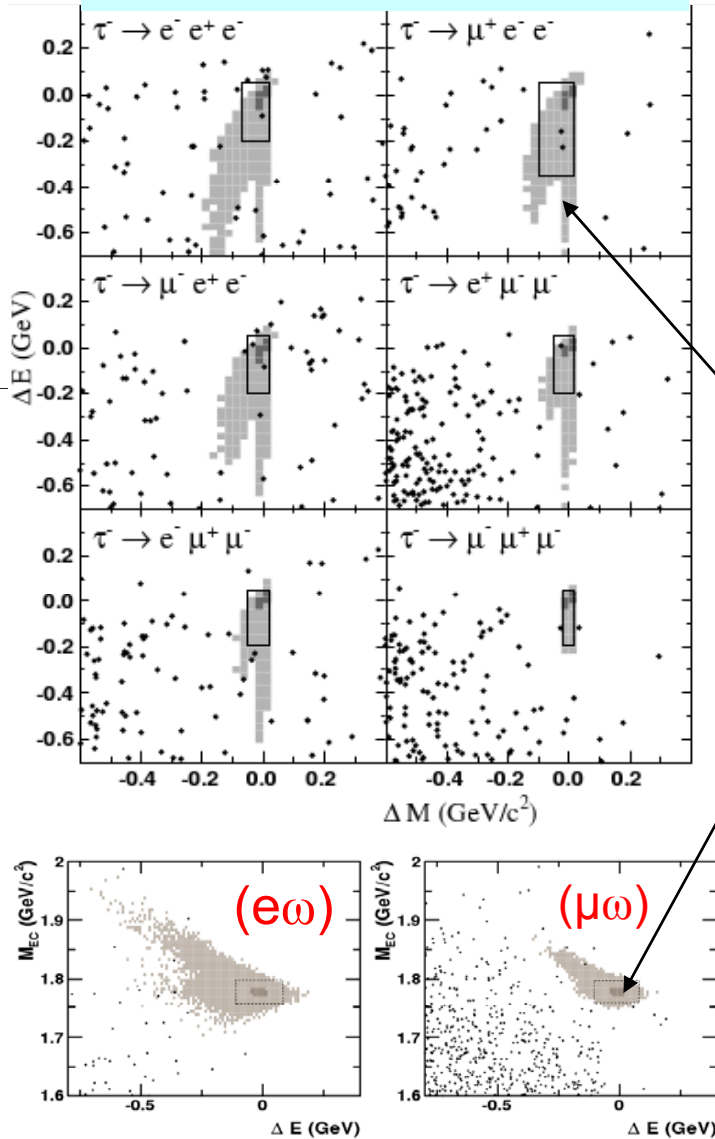 τ⁻ → e⁻ e⁺ e⁻
τ⁻ → μ⁺ e⁻ e⁻
0.2
0.0
-0.2
-0.4
-0.6
τ⁻ → μ⁻ e⁺ e⁻
τ⁻ → e⁺ μ⁻ μ⁻
0.2
0.0
-0.2
-0.4
-0.6
Δ E (GeV)
τ⁻ → e⁻ μ⁺ μ⁻
τ⁻ → μ⁻ μ⁺ μ⁻
0.2
0.0
-0.2
-0.4
-0.6
-0.4 -0.2 0.0 0.2
-0.4 -0.2 0.0 0.2
Δ M (GeV/c²)
M_EC (GeV/c²)
2
1.9
1.8
1.7
1.6
(eω)
-0.5 0
Δ E (GeV)
M_EC (GeV/c²)
2
1.9
1.8
1.7
1.6
(μω)
-0.5 0
Δ E (GeV)